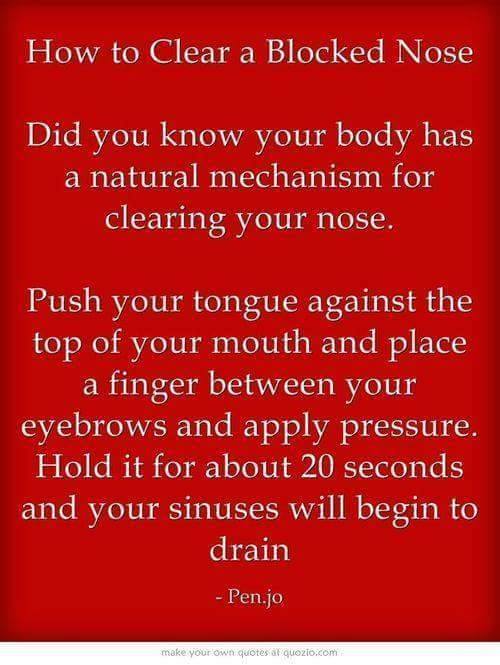 How to Clear a Blocked Nose
Did you know your body has
a natural mechanism for
clearing your nose.
Push your tongue against the
top of your mouth and place
a finger between your
eyebrows and apply pressure.
Hold it for about 20 seconds
and your sinuses will begin to
drain
- Pen.jo
make your own quotes at quozio.com